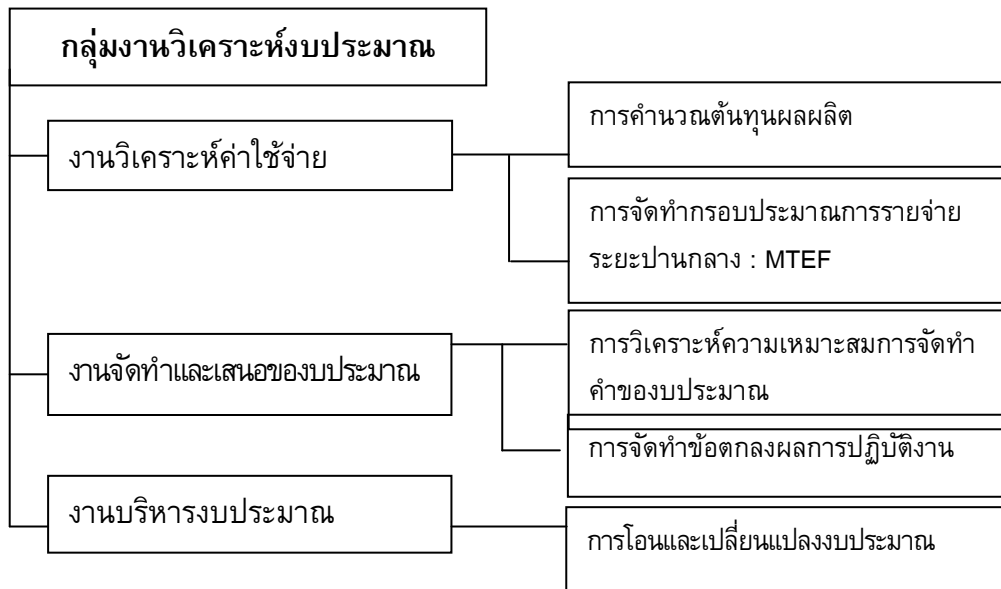 กลุ่มงานวิเคราะห์งบประมาณ
งานวิเคราะห์ค่าใช้จ่าย
การคำนวณต้นทุนผลผลิต
การจัดทำกรอบประมาณการรายจ่าย
ระยะปานกลาง : MTEF
งานจัดทำและเสนอของบประมาณ
การวิเคราะห์ความเหมาะสมการจัดทำ
คำของบประมาณ
การจัดทำข้อตกลงผลการปฏิบัติงาน
งานบริหารงบประมาณ
การโอนและเปลี่ยนแปลงงบประมาณ